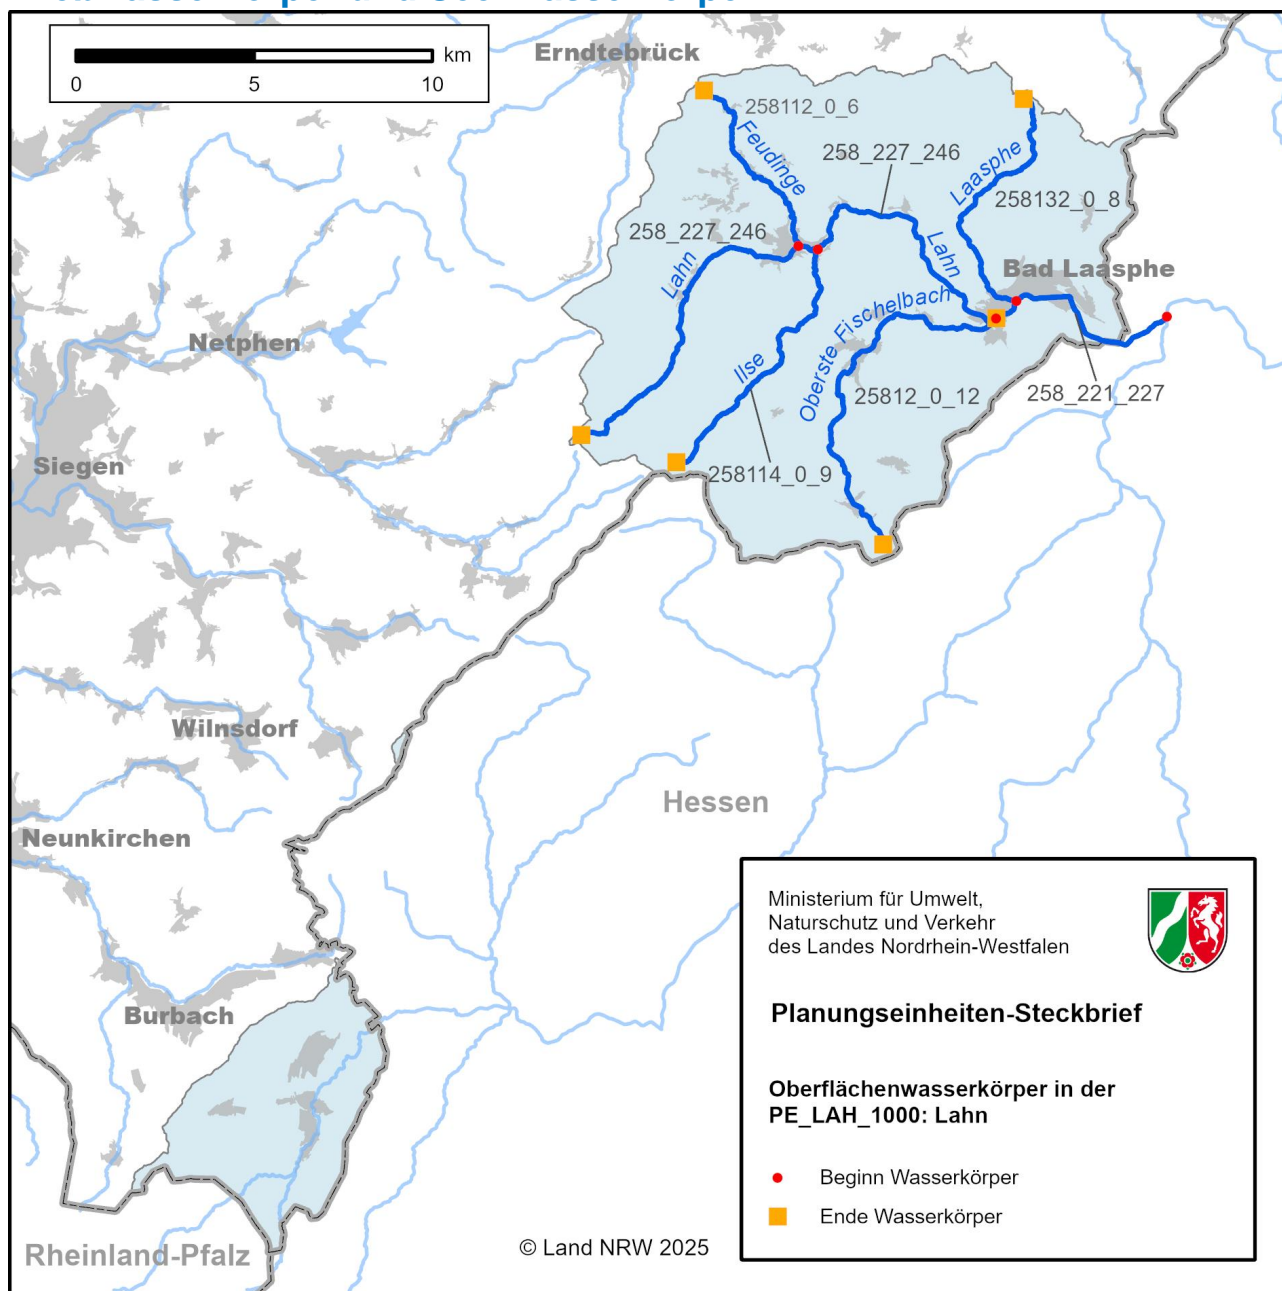 km
0 5 10
Erndtebrück
258112_0_6
Feudinge
258_227_246
Laasphe
258132_0_8
258_227_246
Lahn
Lahn
Bad Laasphe
Oberste Fischelbach
Netphen
Ilse
25812_0_12
258_221_227
Siegen
258114_0_9
Wilnsdorf
Hessen
Neunkirchen
Burbach
Rheinland-Pfalz
© Land NRW 2025
Ministerium für Umwelt,
Naturschutz und Verkehr
des Landes Nordrhein-Westfalen
Planungseinheiten-Steckbrief
Oberflächenwasserkörper in der
PE_LAH_1000: Lahn
Beginn Wasserkörper
Ende Wasserkörper